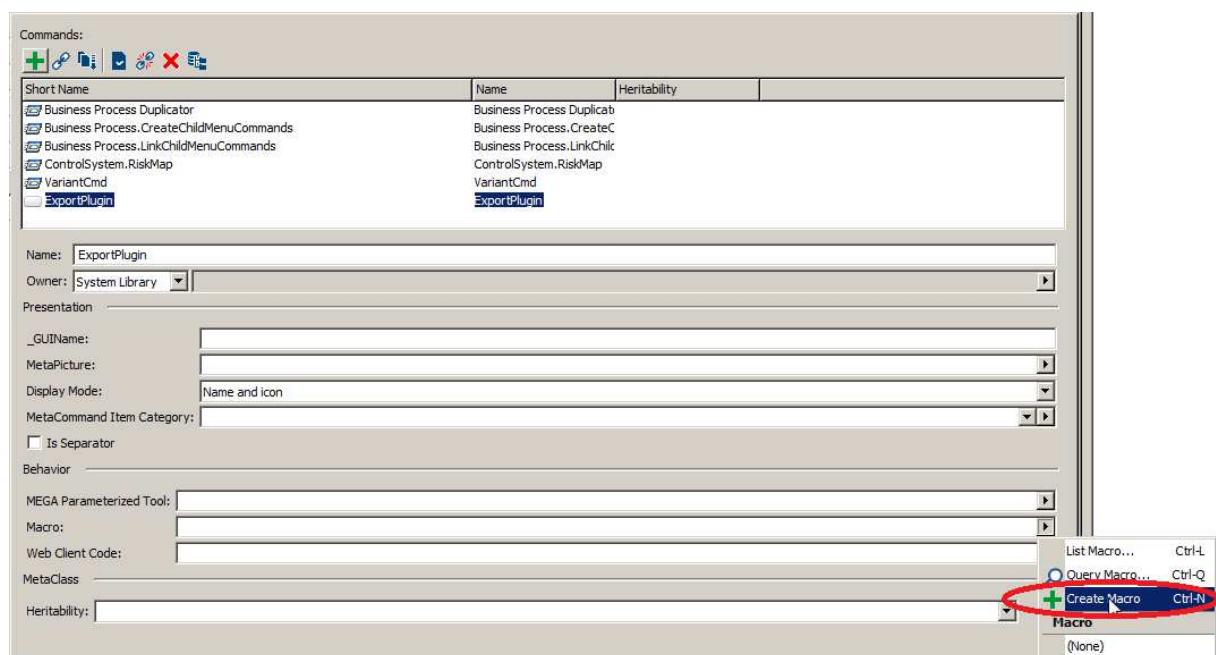 Commands:
Short Name Name Heritability
Business Process Duplicator Business Process Duplicat
Business Process.CreateChildMenuCommands Business Process.CreateC
Business Process.LinkChildMenuCommands Business Process.LinkChilc
ControlSystem.RiskMap ControlSystem.RiskMap
VariantCmd VariantCmd
ExportPlugin ExportPlugin
Name: ExportPlugin
Owner: System Library
Presentation
_GUIName:
MetaPicture:
Display Mode: Name and icon
MetaCommand Item Category:
Is Separator
Behavior
MEGA Parameterized Tool:
Macro:
Web Client Code:
MetaClass
Heritability:
List Macro... Ctrl-L
Query Macro... Ctrl-Q
Create Macro Ctrl-N
Macro
(None)